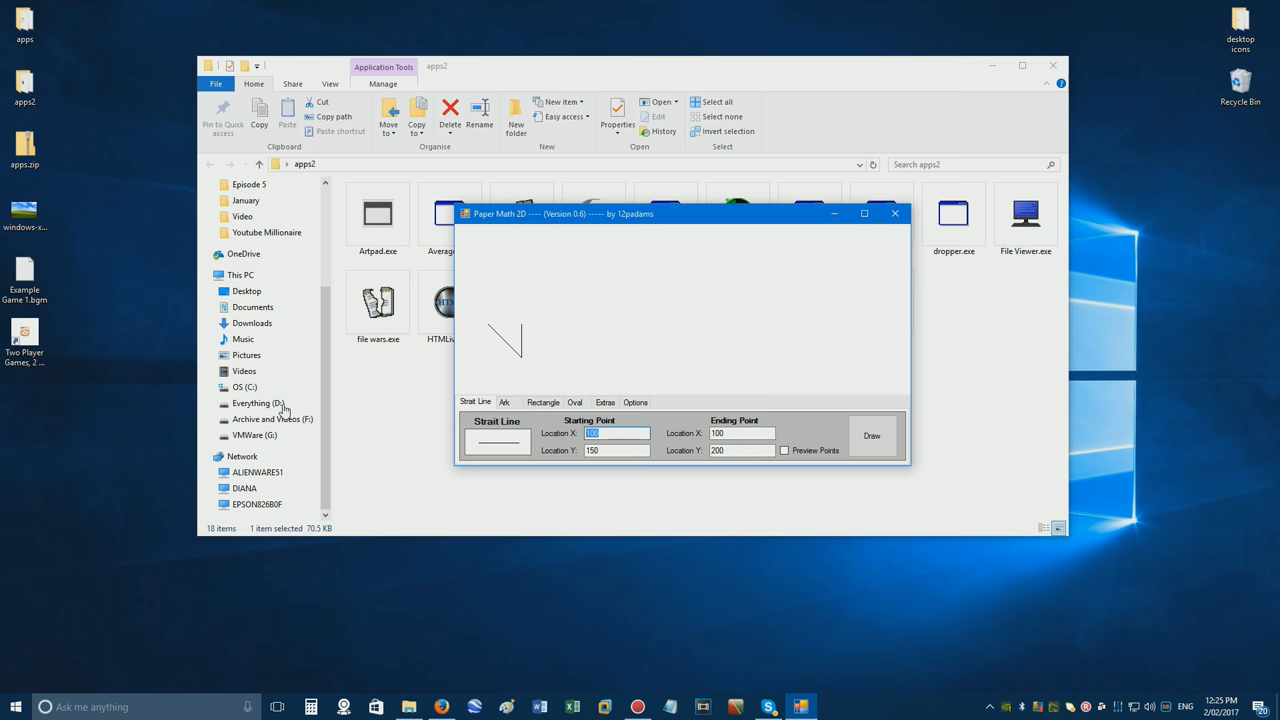 apps
apps2
apps.zip
windows-x...
Example
Game 1.bgm
Two Player
Games, 2 ...
desktop
icons
Recycle Bin
Application Tools
apps2
File
Home
Share
View
Manage
Pin to Quick
access
Copy
Paste
Cut
Copy path
Paste shortcut
Clipboard
Move
to
Copy
to
Delete
Rename
Organise
New
folder
New item
Easy access
New
Properties
Open
Edit
History
Open
Select all
Select none
Invert selection
Select
apps2
Search apps2
Episode 5
January
Video
Youtube Millionaire
OneDrive
This PC
Desktop
Documents
Downloads
Music
Pictures
Videos
OS (C:)
Everything (D:)
Archive and Videos (F:)
VMWare (G:)
Network
ALIENWARE51
DIANA
EPSON826B0F
Artpad.exe
Average
dropper.exe
File Viewer.exe
file wars.exe
HTMLiv
18 items
1 item selected 70.5 KB
Paper Math 2D ---- (Version 0.6) ----- by 12padams
Strait Line
Ark
Rectangle
Oval
Extras
Options
Strait Line
Starting Point
Location X: 100
Location Y: 150
Ending Point
Location X: 100
Location Y: 200
Preview Points
Draw
Ask me anything
ENG
12:25 PM
2/02/2017
20